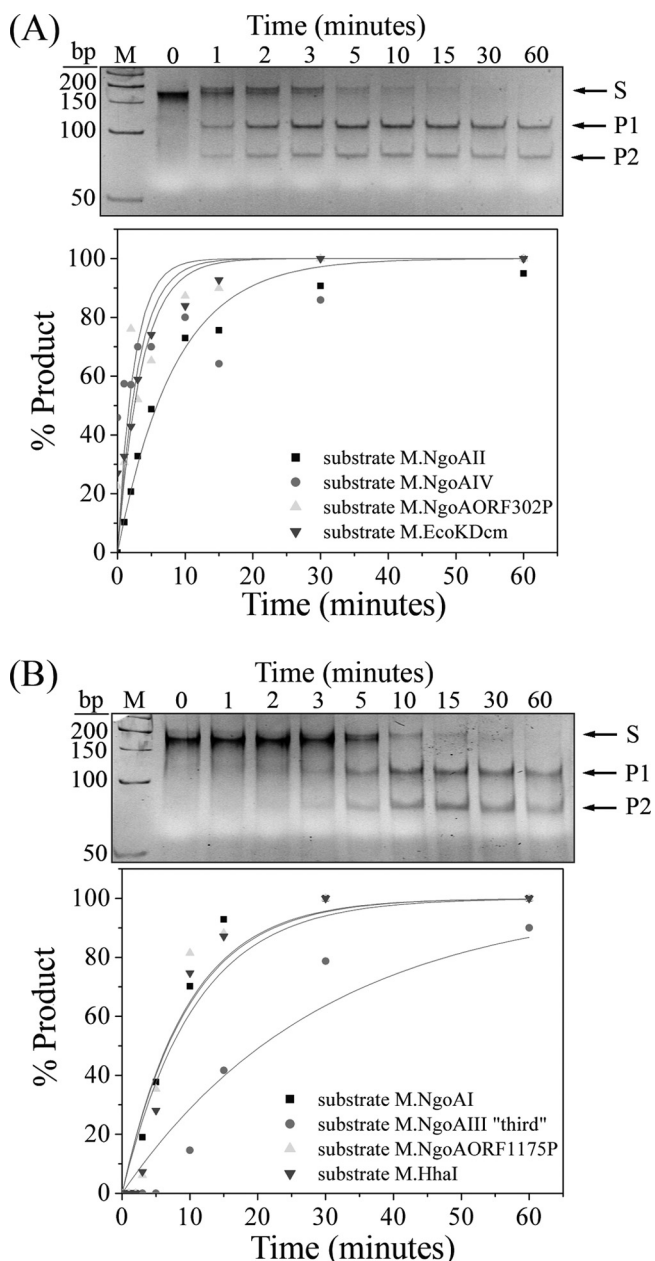 (A)
Time (minutes)
bp M 0 1 2 3 5 10 15 30 60
200
150
100
50
S
P1
P2
100
80
60
40
20
0
% Product
substrate M.NgoAII
substrate M.NgoAIV
substrate M.NgoAORF302P
substrate M.EcoKDcm
0 10 20 30 40 50 60
Time (minutes)
(B)
Time (minutes)
bp M 0 1 2 3 5 10 15 30 60
200
150
100
50
S
P1
P2
100
80
60
40
20
0
% Product
substrate M.NgoAI
substrate M.NgoAIII "third"
substrate M.NgoAORF1175P
substrate M.HhaI
0 10 20 30 40 50 60
Time (minutes)